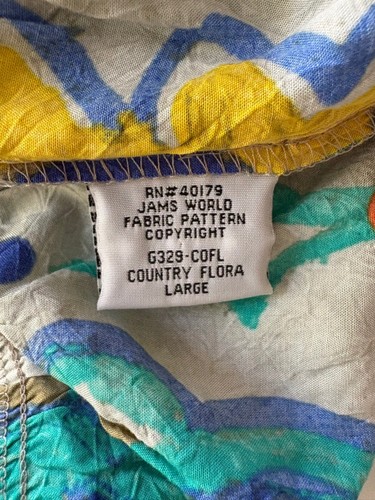 RN#40179
JAMS WORLD
FABRIC PATTERN
COPYRIGHT
G329-COFL
COUNTRY FLORA
LARGE